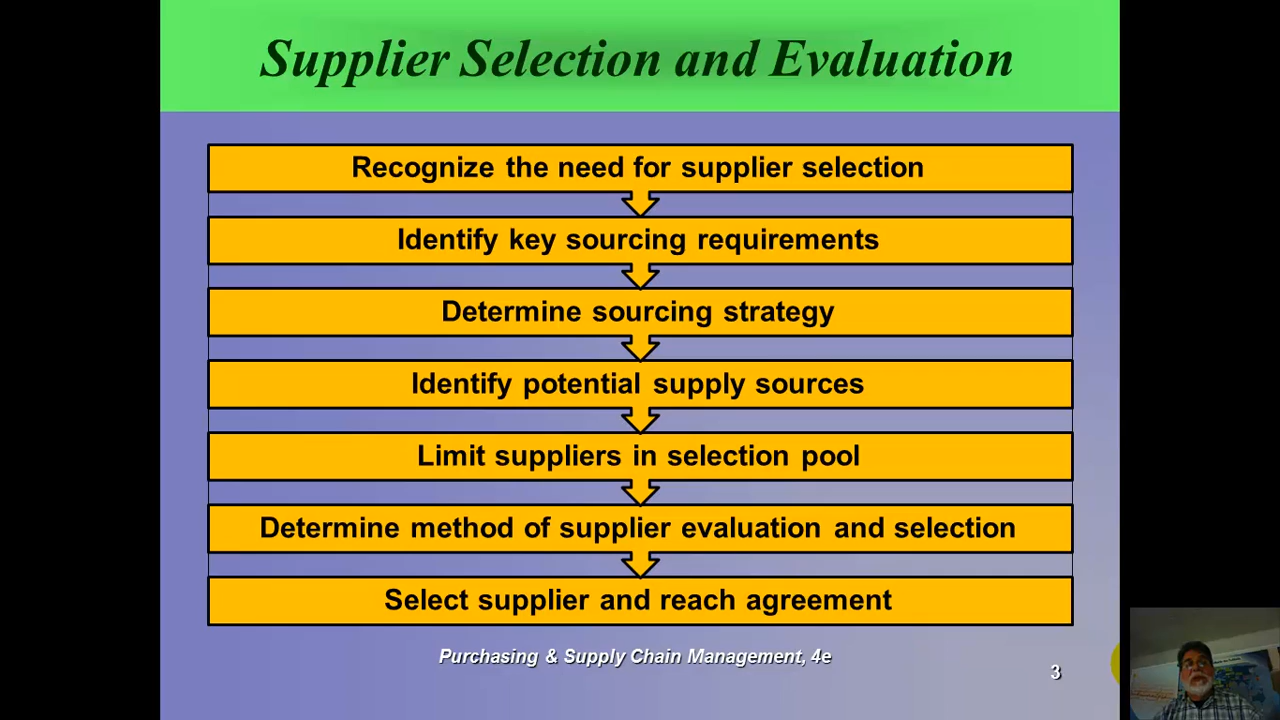 Supplier Selection and Evaluation
Recognize the need for supplier selection
Identify key sourcing requirements
Determine sourcing strategy
Identify potential supply sources
Limit suppliers in selection pool
Determine method of supplier evaluation and selection
Select supplier and reach agreement
Purchasing & Supply Chain Management, 4e
3